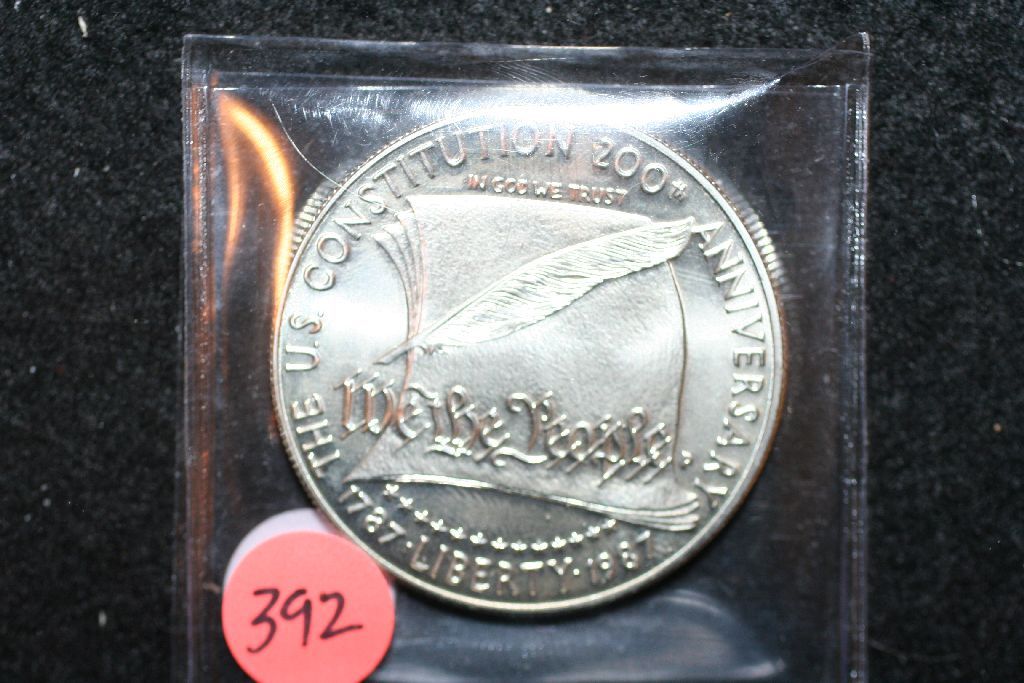 THE U.S. CONSTITUTION 200TH ANNIVERSARY
IN GOD WE TRUST
We the People
1787 · LIBERTY · 1987
392